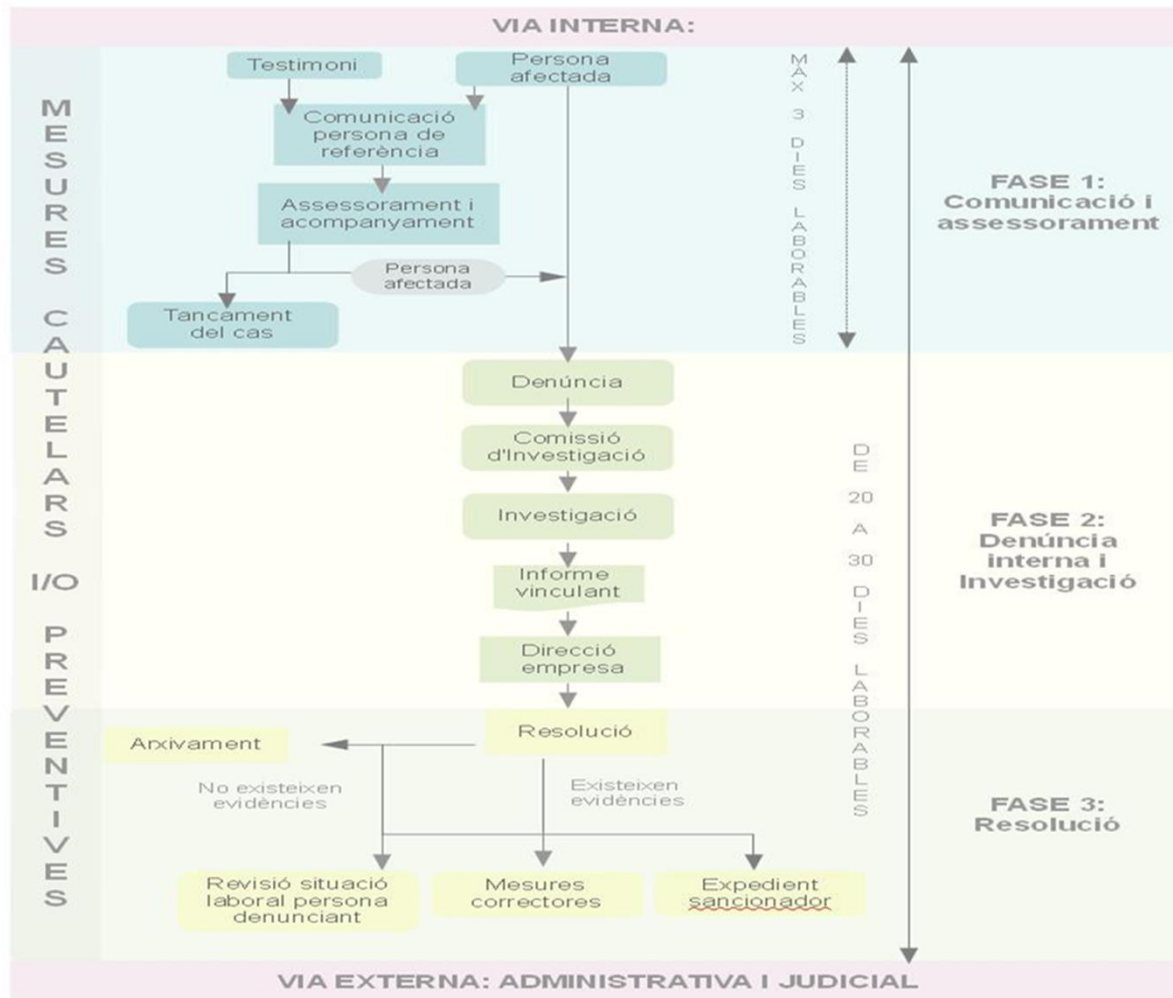 VIA INTERNA:
MESURES CAUTELARS I/O PREVENTIVES
Testimoni
Persona
afectada
Comunicació
persona de
referència
Assessorament i
acompanyament
Persona
afectada
Tancament
del cas
MÀX 3 DIES LABORABLES
FASE 1:
Comunicació i
assessorament
Denúncia
Comissió
d'Investigació
Investigació
Informe
vinculant
Direcció
empresa
DE 20 A 30 DIES LABORABLES
FASE 2:
Denúncia
interna i
Investigació
Resolució
Arxivament
No existeixen
evidències
Existeixen
evidències
FASE 3:
Resolució
Revisió situació
laboral persona
denunciant
Mesures
correctores
Expedient
sancionador
VIA EXTERNA: ADMINISTRATIVA I JUDICIAL